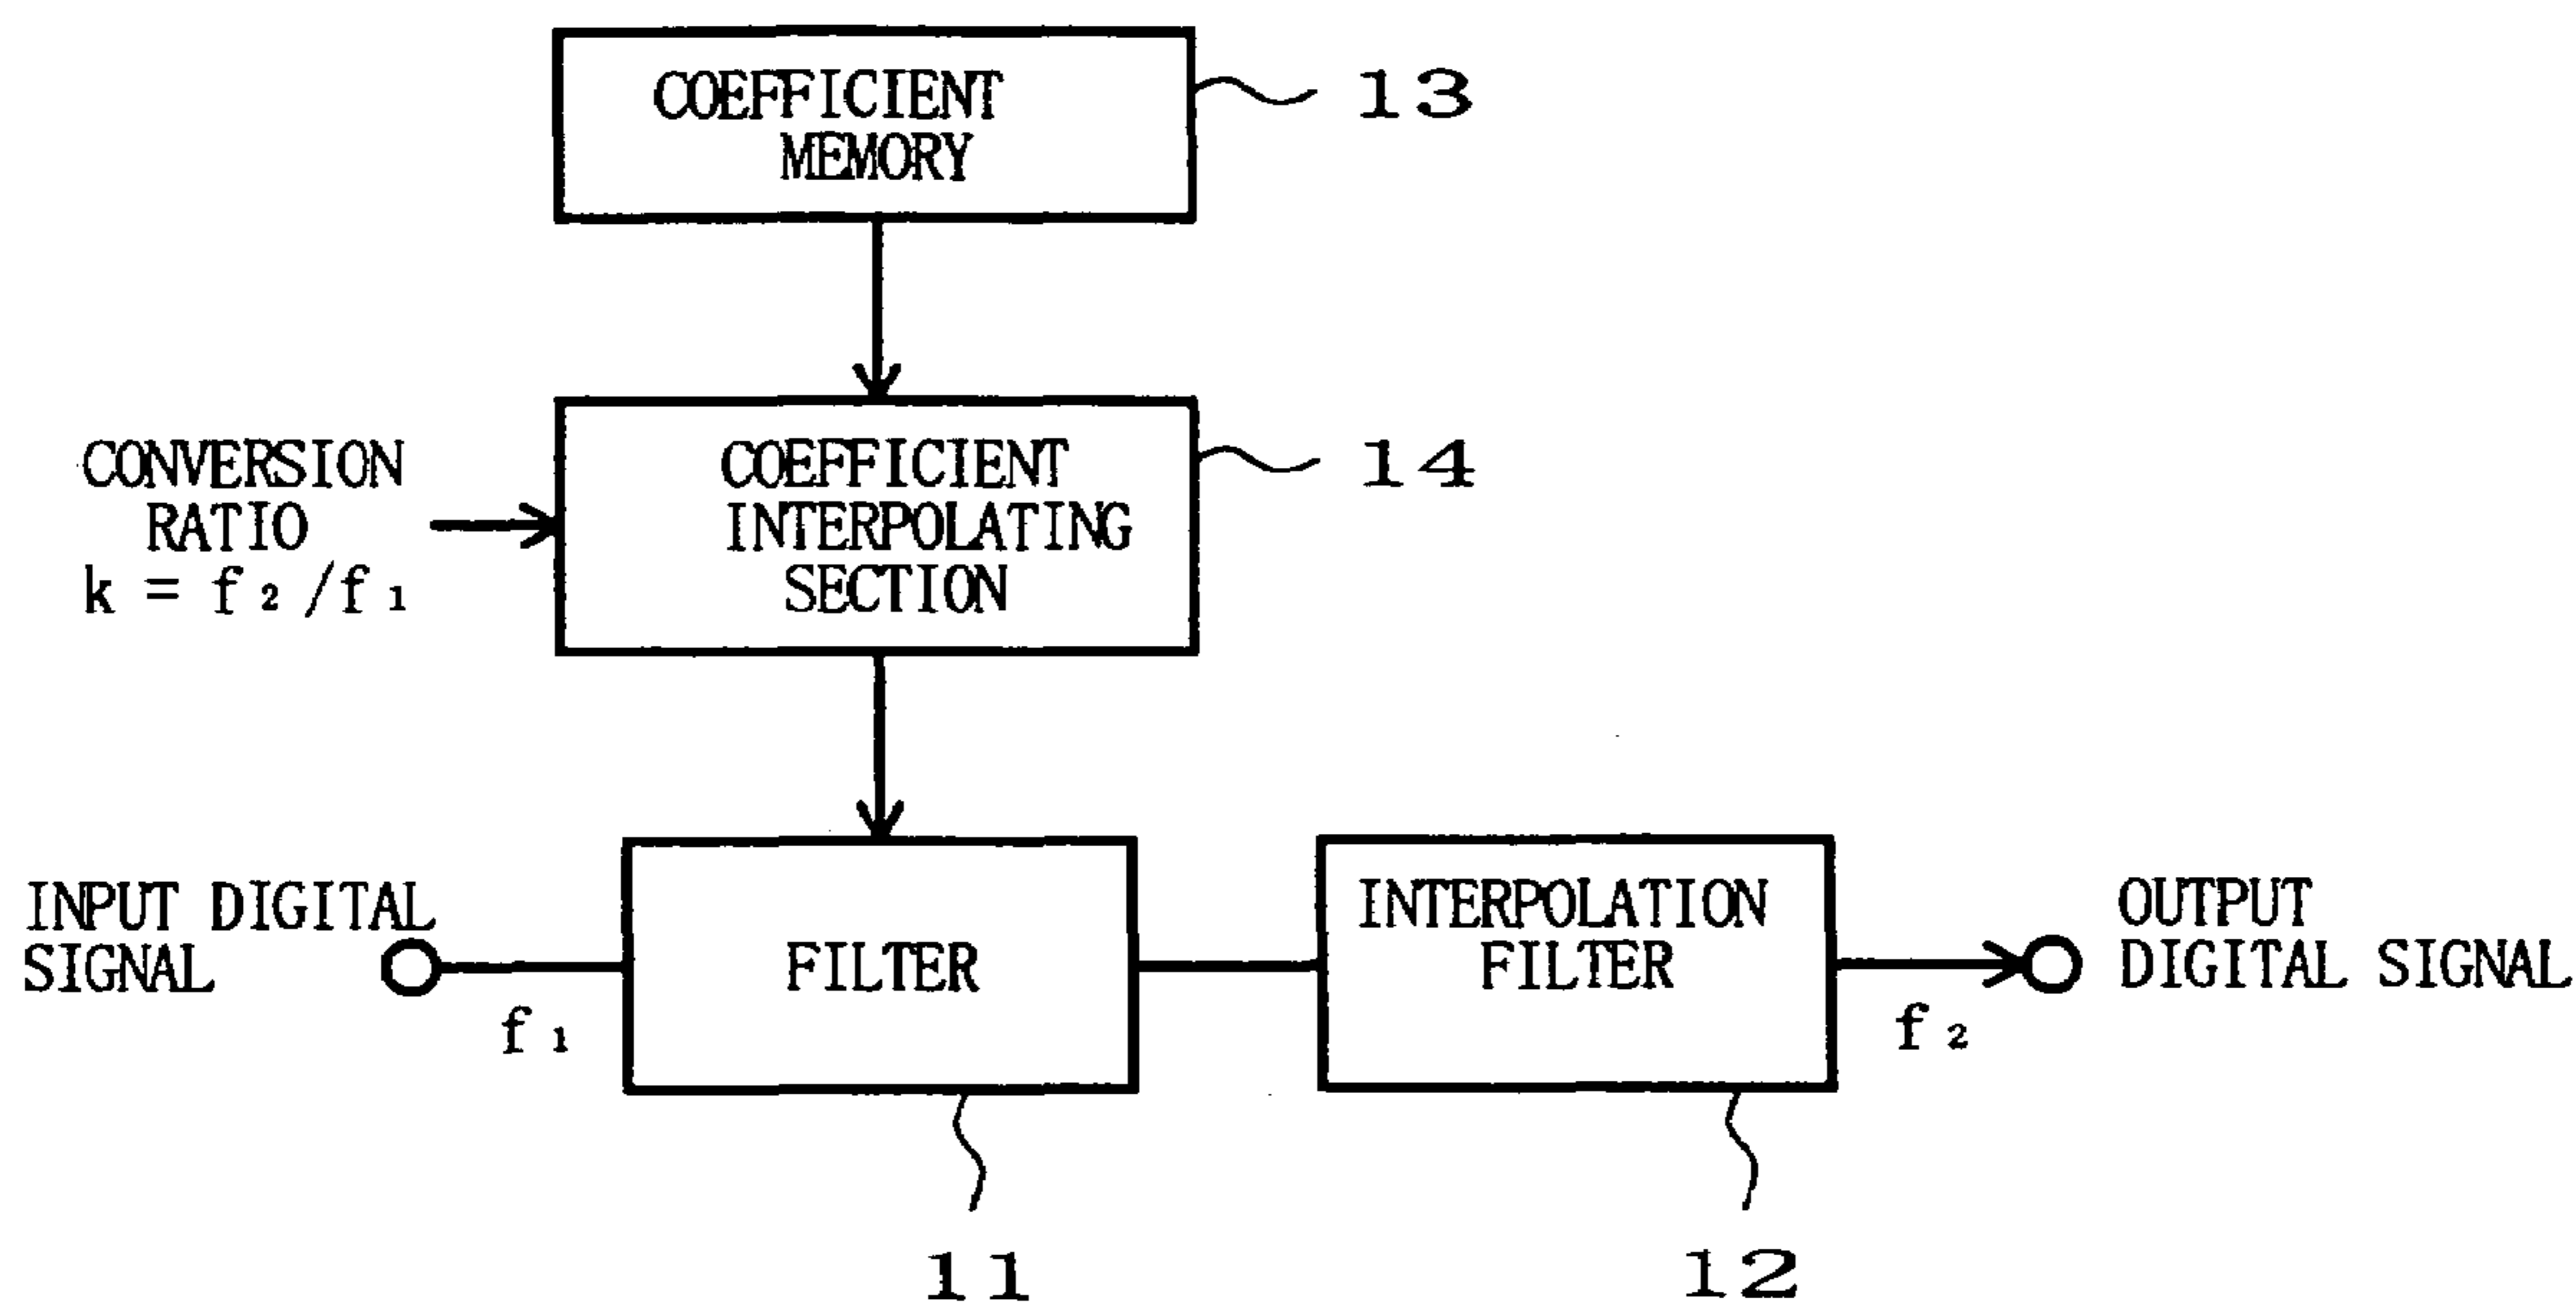 COEFFICIENT
MEMORY
13
CONVERSION
RATIO
k = f₂/f₁
COEFFICIENT
INTERPOLATING
SECTION
14
INPUT DIGITAL
SIGNAL
f₁
FILTER
11
INTERPOLATION
FILTER
12
f₂
OUTPUT
DIGITAL SIGNAL